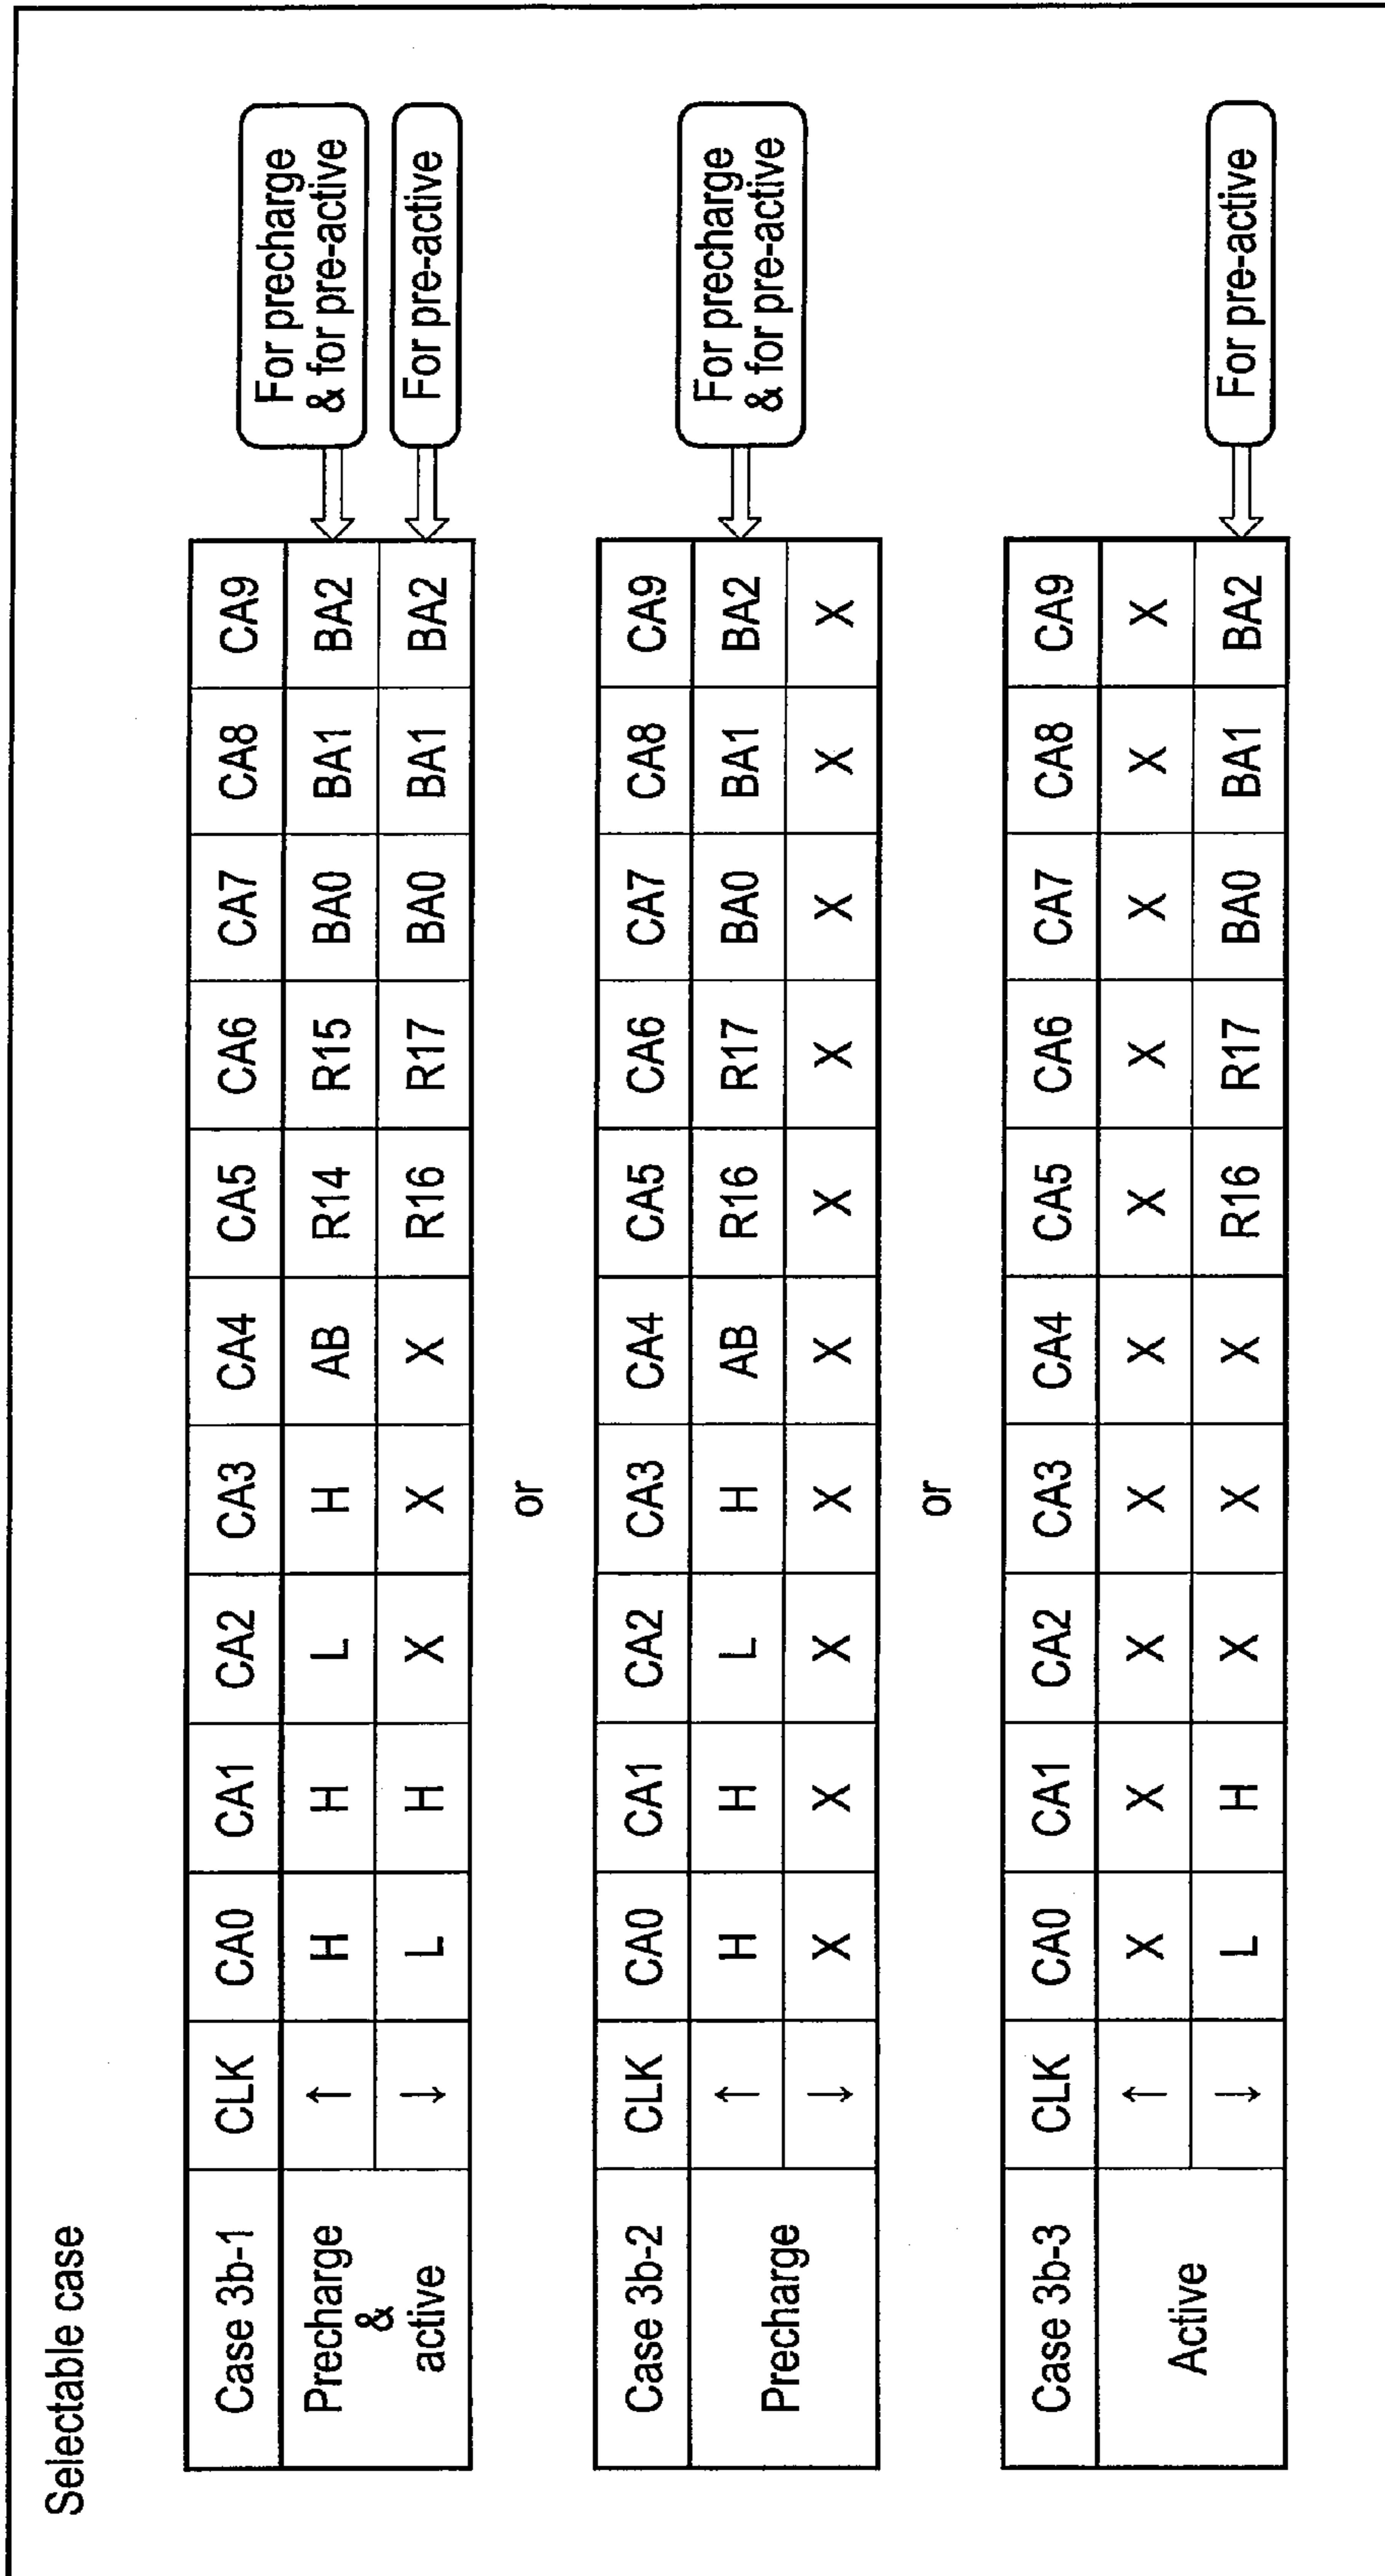 Selectable case
Case 3b-1 CLK CA0 CA1 CA2 CA3 CA4 CA5 CA6 CA7 CA8 CA9
Precharge & active
↑ H H L H AB R14 R15 BA0 BA1 BA2
For precharge
& for pre-active
↓ L H X X X R16 R17 BA0 BA1 BA2
For pre-active
or
Case 3b-2 CLK CA0 CA1 CA2 CA3 CA4 CA5 CA6 CA7 CA8 CA9
Precharge
↑ H H L H AB R16 R17 BA0 BA1 BA2
For precharge
& for pre-active
↓ X X X X X X X X X X
or
Case 3b-3 CLK CA0 CA1 CA2 CA3 CA4 CA5 CA6 CA7 CA8 CA9
Active
↑ X X X X X X X X X X
↓ L H X X X R16 R17 BA0 BA1 BA2
For pre-active